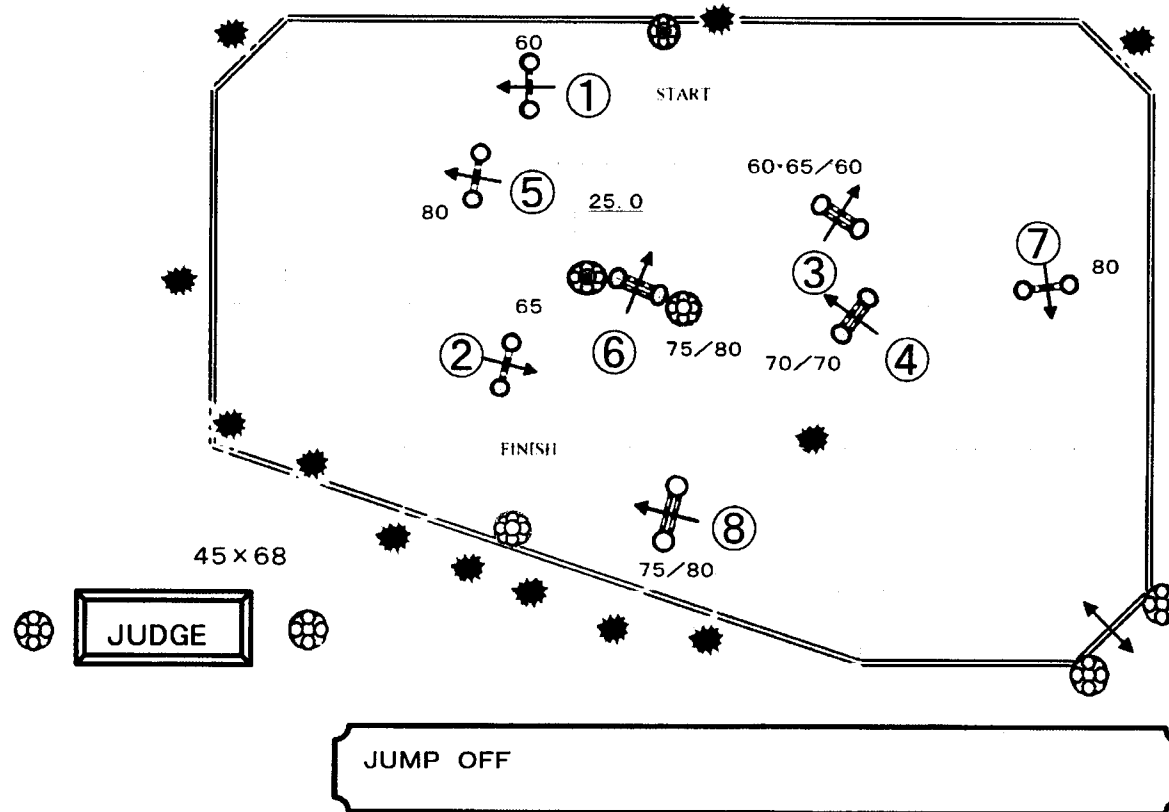 60
① START
60・65/60
⑤ 25.0
80
⑦
③ 80
65
② ⑥ 75/80 ④
70/70
FINISH
⑧
45×68 75/80
JUDGE
JUMP OFF